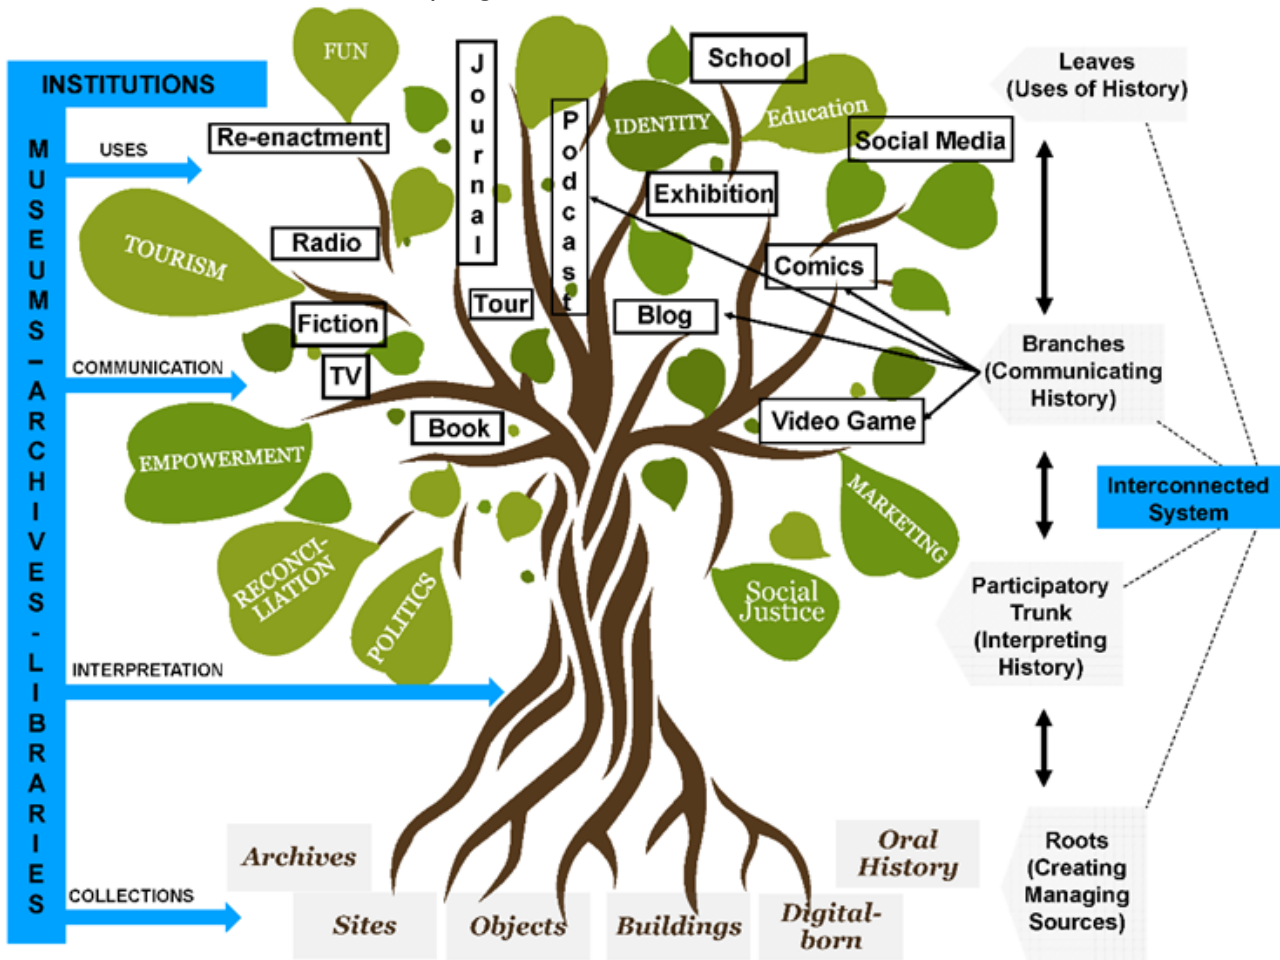 INSTITUTIONS
MUSEUMS–ARCHIVES-LIBRARIES
USES
COMMUNICATION
INTERPRETATION
COLLECTIONS
FUN
Re-enactment
TOURISM
Radio
Fiction
TV
Book
EMPOWERMENT
RECONCI-
LIATION
POLITICS
Journal
Tour
Podcast
IDENTITY
School
Education
Social Media
Exhibition
Comics
Blog
Video Game
MARKETING
Social
Justice
Archives
Sites
Objects
Buildings
Digital-
born
Oral
History
Leaves
(Uses of History)
Branches
(Communicating
History)
Interconnected
System
Participatory
Trunk
(Interpreting
History)
Roots
(Creating
Managing
Sources)